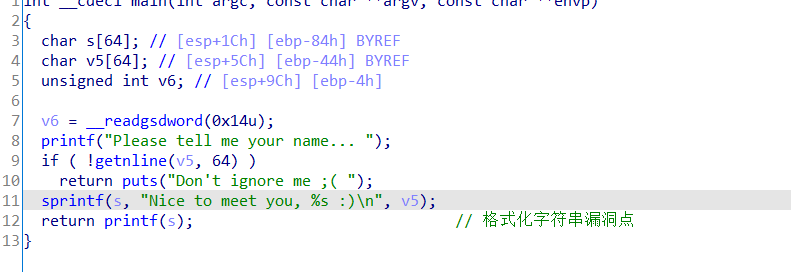 1 int __cdecl main(int argc, const char **argv, const char **envp)
2 {
3 char s[64]; // [esp+1Ch] [ebp-84h] BYREF
4 char v5[64]; // [esp+5Ch] [ebp-44h] BYREF
5 unsigned int v6; // [esp+9Ch] [ebp-4h]
6
7 v6 = __readgsdword(0x14u);
8 printf("Please tell me your name... ");
9 if ( !getnline(v5, 64) )
10 return puts("Don't ignore me ;( ");
11 sprintf(s, "Nice to meet you, %s :)\n", v5);
12 return printf(s); // 格式化字符串漏洞点
13 }